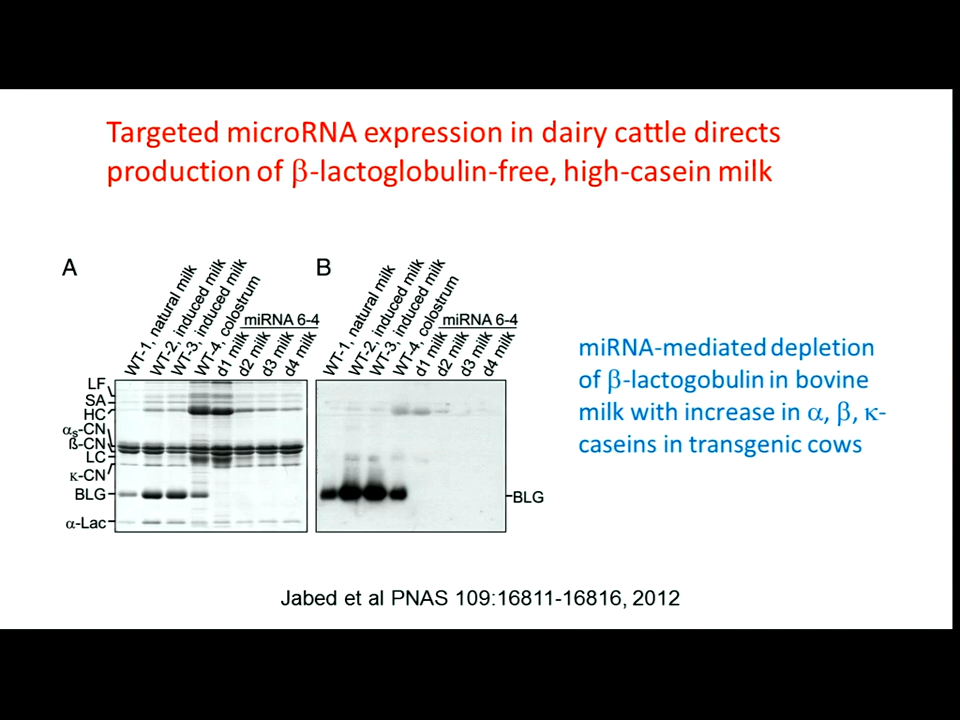 Targeted microRNA expression in dairy cattle directs
production of β-lactoglobulin-free, high-casein milk
A
WT-1, natural milk
WT-2, induced milk
WT-3, induced milk
WT-4, colostrum
miRNA 6-4
d1 milk
d2 milk
d3 milk
d4 milk
LF
SA
HC
αs-CN
ß-CN
LC
κ-CN
BLG
α-Lac
B
WT-1, natural milk
WT-2, induced milk
WT-3, induced milk
WT-4, colostrum
miRNA 6-4
d1 milk
d2 milk
d3 milk
d4 milk
BLG
miRNA-mediated depletion
of β-lactogobulin in bovine
milk with increase in α, β, κ-
caseins in transgenic cows
Jabed et al PNAS 109:16811-16816, 2012